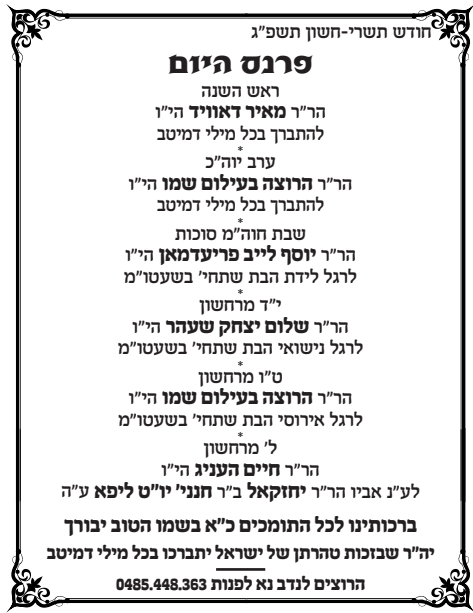 חודש תשרי-חשון תשפ"ג
פרנס היום
ראש השנה
הר"ר מאיר דאוויד הי"ו
להתברך בכל מילי דמיטב
*
ערב יוה"כ
הר"ר הרוצה בעילום שמו הי"ו
להתברך בכל מילי דמיטב
*
שבת חוה"מ סוכות
הר"ר יוסף לייב פריעדמאן הי"ו
לרגל לידת הבת שתחי' בשעטו"מ
*
י"ד מרחשון
הר"ר שלום יצחק שעהר הי"ו
לרגל נישואי הבת שתחי' בשעטו"מ
*
ט"ו מרחשון
הר"ר הרוצה בעילום שמו הי"ו
לרגל אירוסי הבת שתחי' בשעטו"מ
*
ל' מרחשון
הר"ר חיים העניג הי"ו
לע"נ אביו הר"ר יחזקאל ב"ר חנני' יו"ט ליפא ע"ה
ברכותינו לכל התומכים כ"א בשמו הטוב יבורך
יה"ר שבזכות טהרתן של ישראל יתברכו בכל מילי דמיטב
הרוצים לנדב נא לפנות 0485.448.363